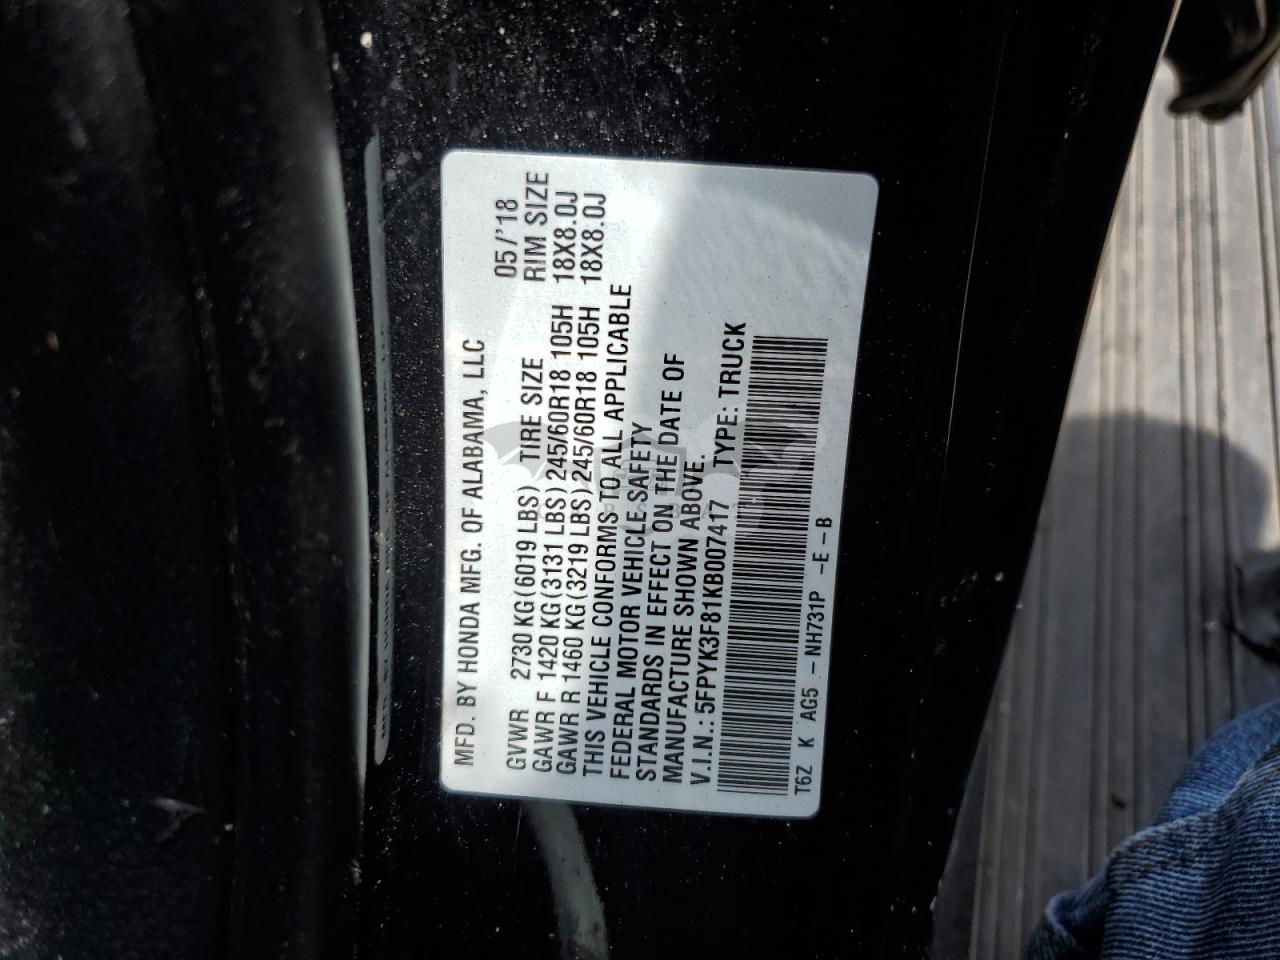 MFD. BY HONDA MFG. OF ALABAMA, LLC
05/'18
GVWR 2730 KG(6019 LBS) TIRE SIZE RIM SIZE
GAWR F 1420 KG(3131 LBS) 245/60R18 105H 18X8.0J
GAWR R 1460 KG(3219 LBS) 245/60R18 105H 18X8.0J
THIS VEHICLE CONFORMS TO ALL APPLICABLE
FEDERAL MOTOR VEHICLE SAFETY
STANDARDS IN EFFECT ON THE DATE OF
MANUFACTURE SHOWN ABOVE.
V.I.N.: 5FPYK3F81KB007417 TYPE: TRUCK
T6Z K AG5 -NH731P -E-B